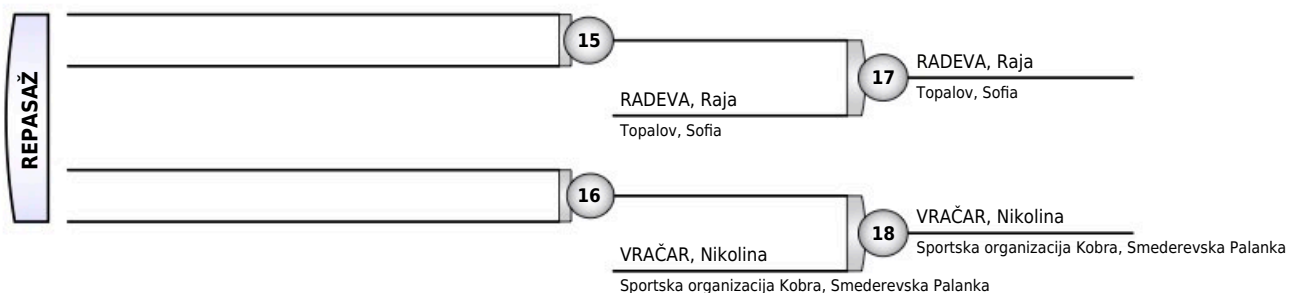 REPASAŽ
15
17
RADEVA, Raja
Topalov, Sofia
RADEVA, Raja
Topalov, Sofia
16
18
VRAČAR, Nikolina
Sportska organizacija Kobra, Smederevska Palanka
VRAČAR, Nikolina
Sportska organizacija Kobra, Smederevska Palanka